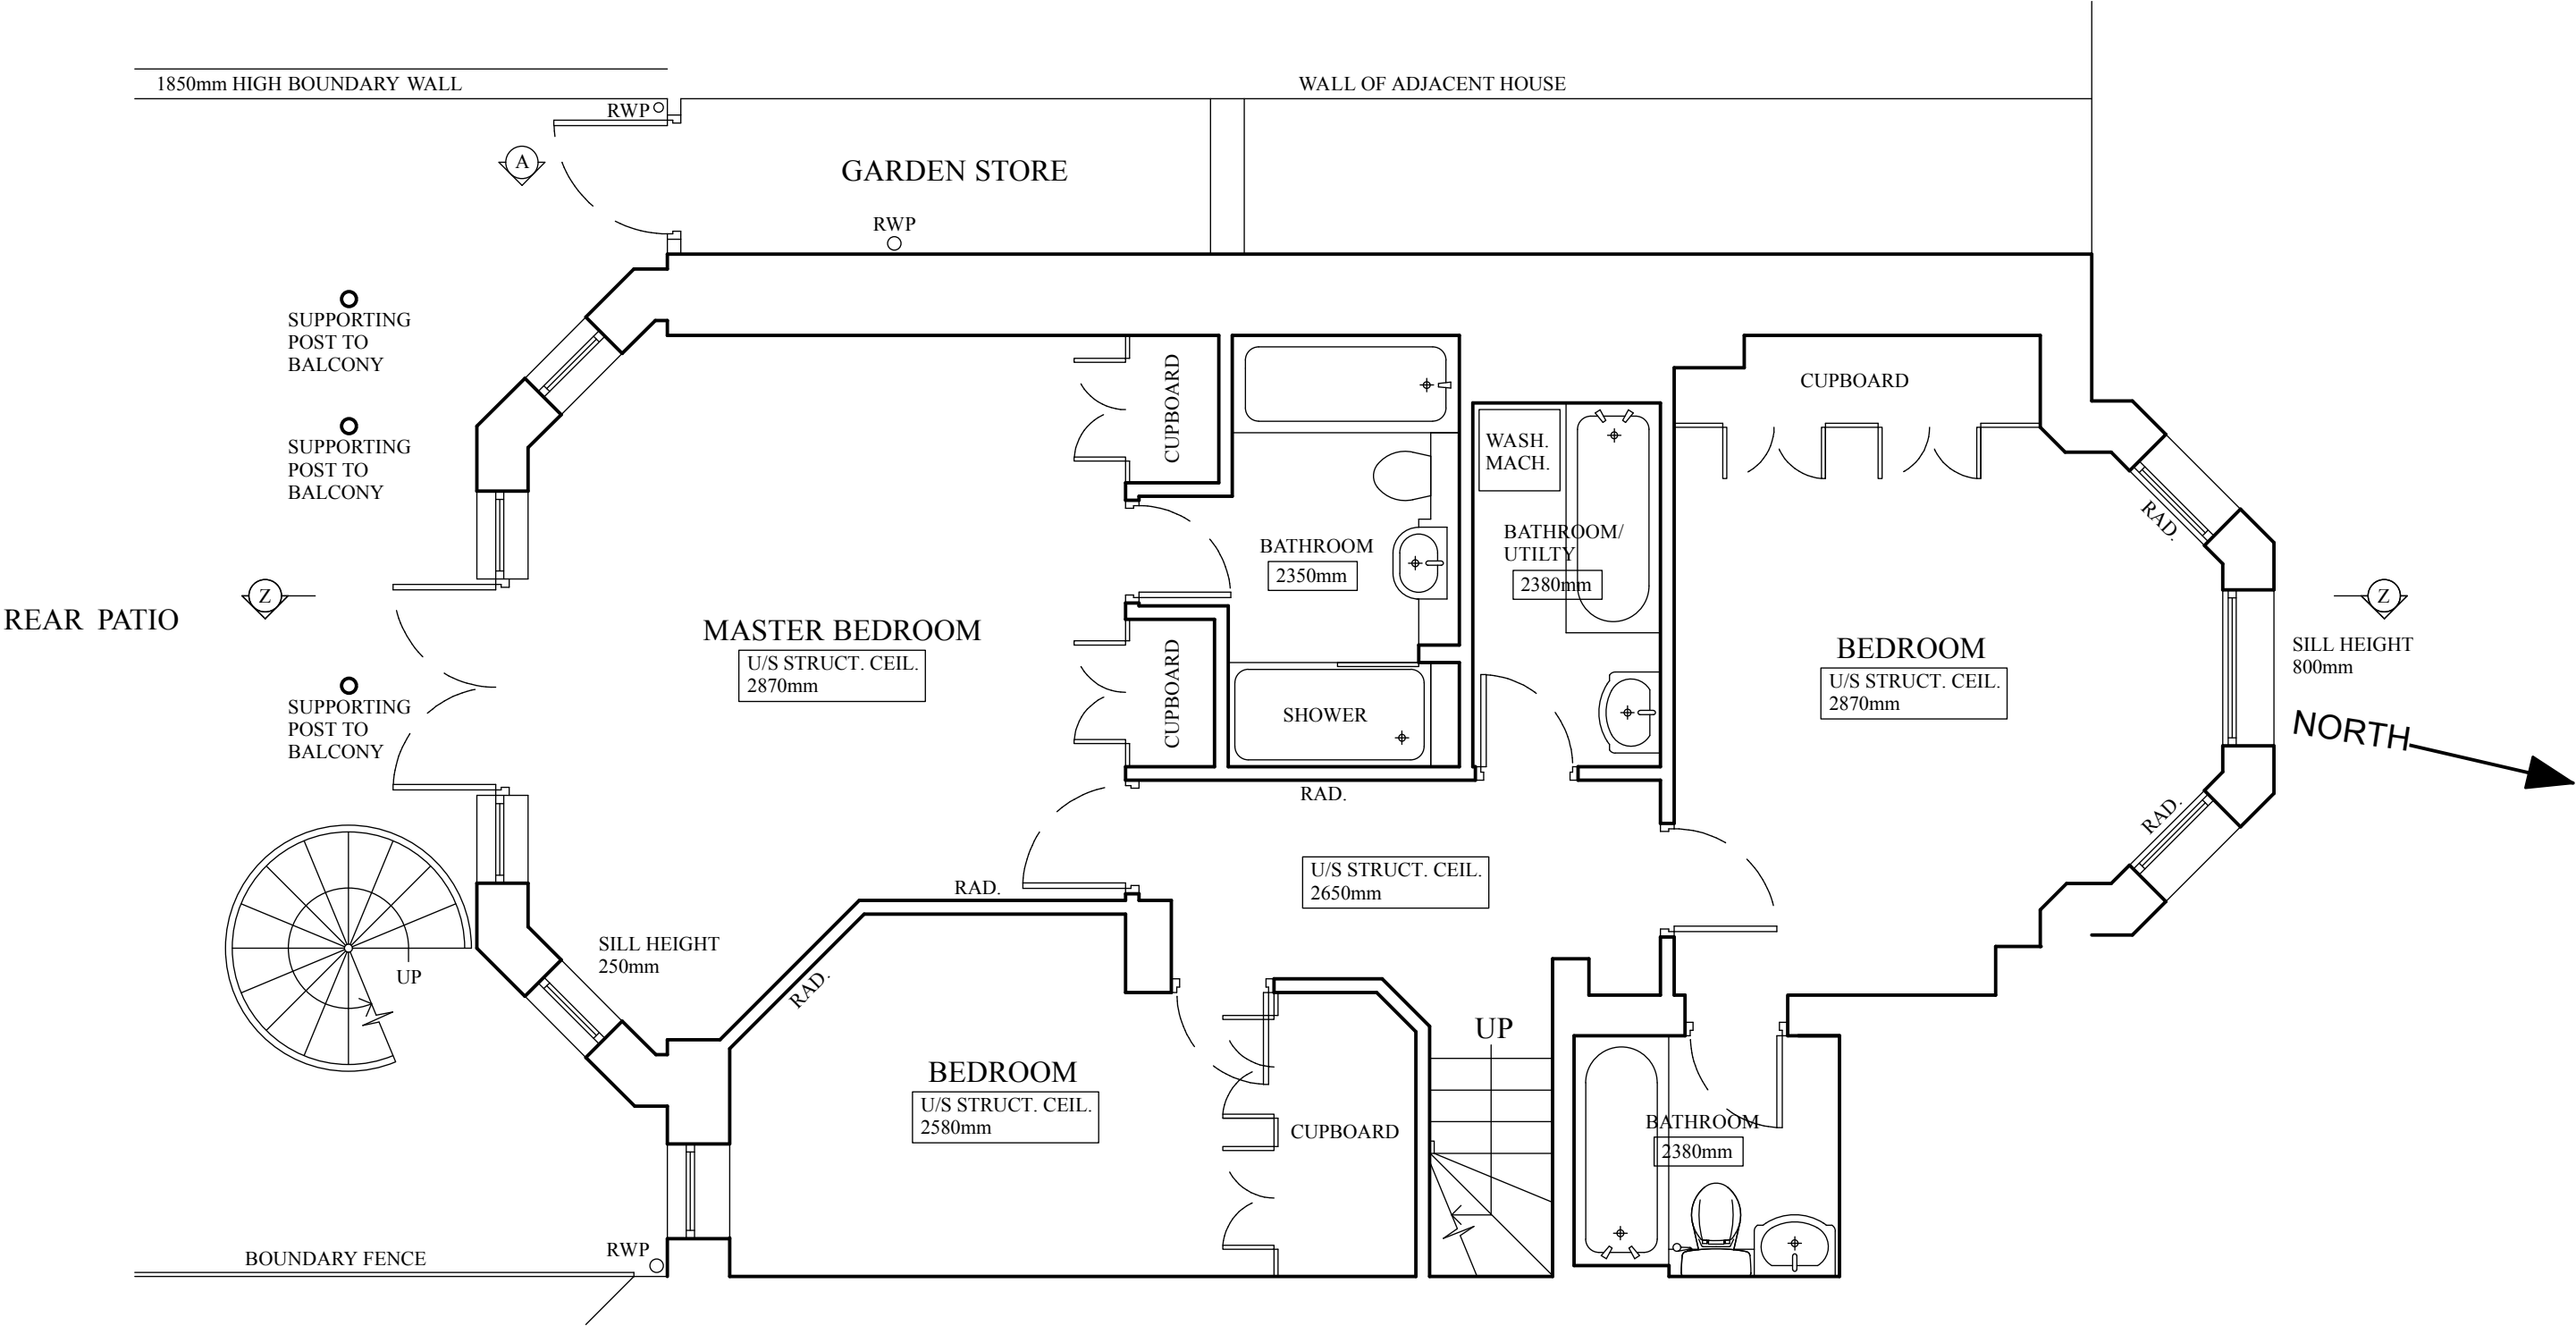 1850mm HIGH BOUNDARY WALL
WALL OF ADJACENT HOUSE
RWP
A
GARDEN STORE
RWP
SUPPORTING
POST TO
BALCONY
SUPPORTING
POST TO
BALCONY
CUPBOARD
CUPBOARD
WASH.
MACH.
RAD.
BATHROOM
2350mm
BATHROOM/
UTILTY
2380mm
Z
REAR PATIO
Z
MASTER BEDROOM
U/S STRUCT. CEIL.
2870mm
BEDROOM
U/S STRUCT. CEIL.
2870mm
SILL HEIGHT
800mm
SUPPORTING
POST TO
BALCONY
CUPBOARD
SHOWER
NORTH
RAD.
RAD.
RAD.
U/S STRUCT. CEIL.
2650mm
SILL HEIGHT
250mm
UP
RAD.
UP
BEDROOM
U/S STRUCT. CEIL.
2580mm
CUPBOARD
BATHROOM
2380mm
BOUNDARY FENCE
RWP